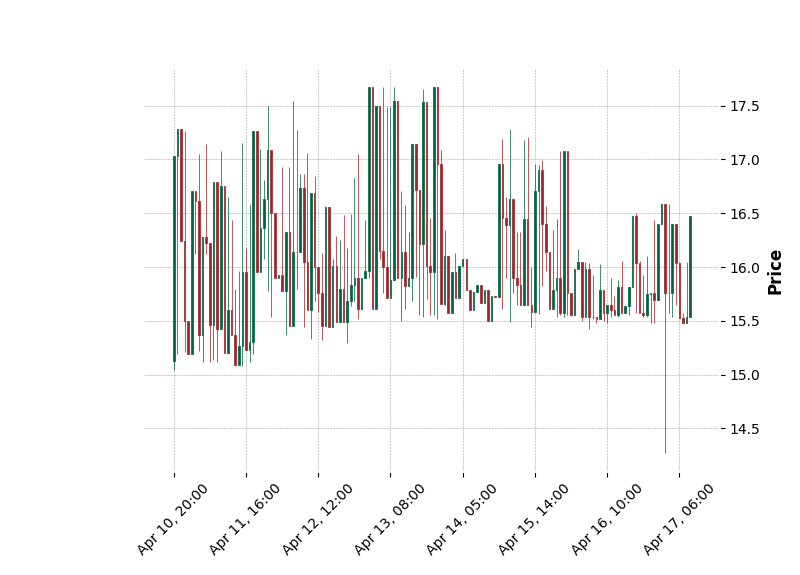 17.5
17.0
16.5
16.0
15.5
15.0
14.5
Price
Apr 10, 20:00
Apr 11, 16:00
Apr 12, 12:00
Apr 13, 08:00
Apr 14, 05:00
Apr 15, 14:00
Apr 16, 10:00
Apr 17, 06:00